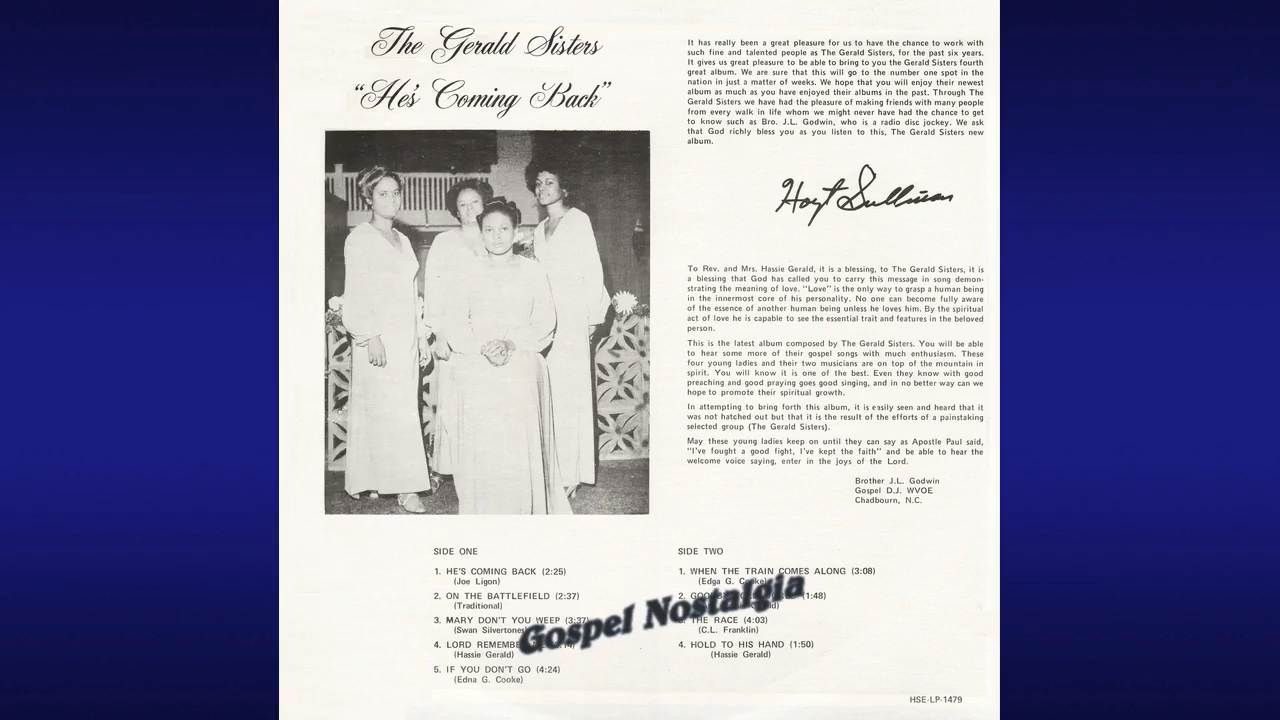 The Gerald Sisters
"He's Coming Back"
It has really been a great pleasure for us to have the chance to work with
such fine and talented people as The Gerald Sisters, for the past six years.
It gives us great pleasure to be able to bring to you the Gerald Sisters fourth
great album. We are sure that this will go to the number one spot in the
nation in just a matter of weeks. We hope that you will enjoy their newest
album as much as you have enjoyed their albums in the past. Through The
Gerald Sisters we have had the pleasure of making friends with many people
from every walk in life whom we might never have had the chance to get
to know such as Bro. J.L. Godwin, who is a radio disc jockey. We ask
that God richly bless you as you listen to this, The Gerald Sisters new
album.
Hoyt Sullivan
To Rev. and Mrs. Hassie Gerald, it is a blessing, to The Gerald Sisters, it is
a blessing that God has called you to carry this message in song demon-
strating the meaning of love. "Love" is the only way to grasp a human being
in the innermost core of his personality. No one can become fully aware
of the essence of another human being unless he loves him. By the spiritual
act of love he is capable to see the essential trait and features in the beloved
person.
This is the latest album composed by The Gerald Sisters. You will be able
to hear some more of their gospel songs with much enthusiasm. These
four young ladies and their two musicians are on top of the mountain in
spirit. You will know it is one of the best. Even they know with good
preaching and good praying goes good singing, and in no better way can we
hope to promote their spiritual growth.
In attempting to bring forth this album, it is easily seen and heard that it
was not hatched out but that it is the result of the efforts of a painstaking
selected group (The Gerald Sisters).
May these young ladies keep on until they can say as Apostle Paul said,
"I've fought a good fight, I've kept the faith" and be able to hear the
welcome voice saying, enter in the joys of the Lord.
Brother J.L. Godwin
Gospel D.J. WVOE
Chadbourn, N.C.
SIDE ONE
1. HE'S COMING BACK (2:25)
(Joe Ligon)
2. ON THE BATTLEFIELD (2:37)
(Traditional)
3. MARY DON'T YOU WEEP (3:37)
(Swan Silvertones)
4. LORD REMEMBER
(Hassie Gerald)
5. IF YOU DON'T GO (4:24)
(Edna G. Cooke)
SIDE TWO
1. WHEN THE TRAIN COMES ALONG (3:08)
(Edga G. Cooke)
2. (1:48)
3. THE RACE (4:03)
(C.L. Franklin)
4. HOLD TO HIS HAND (1:50)
(Hassie Gerald)
Gospel Nostalgia
HSE-LP-1479